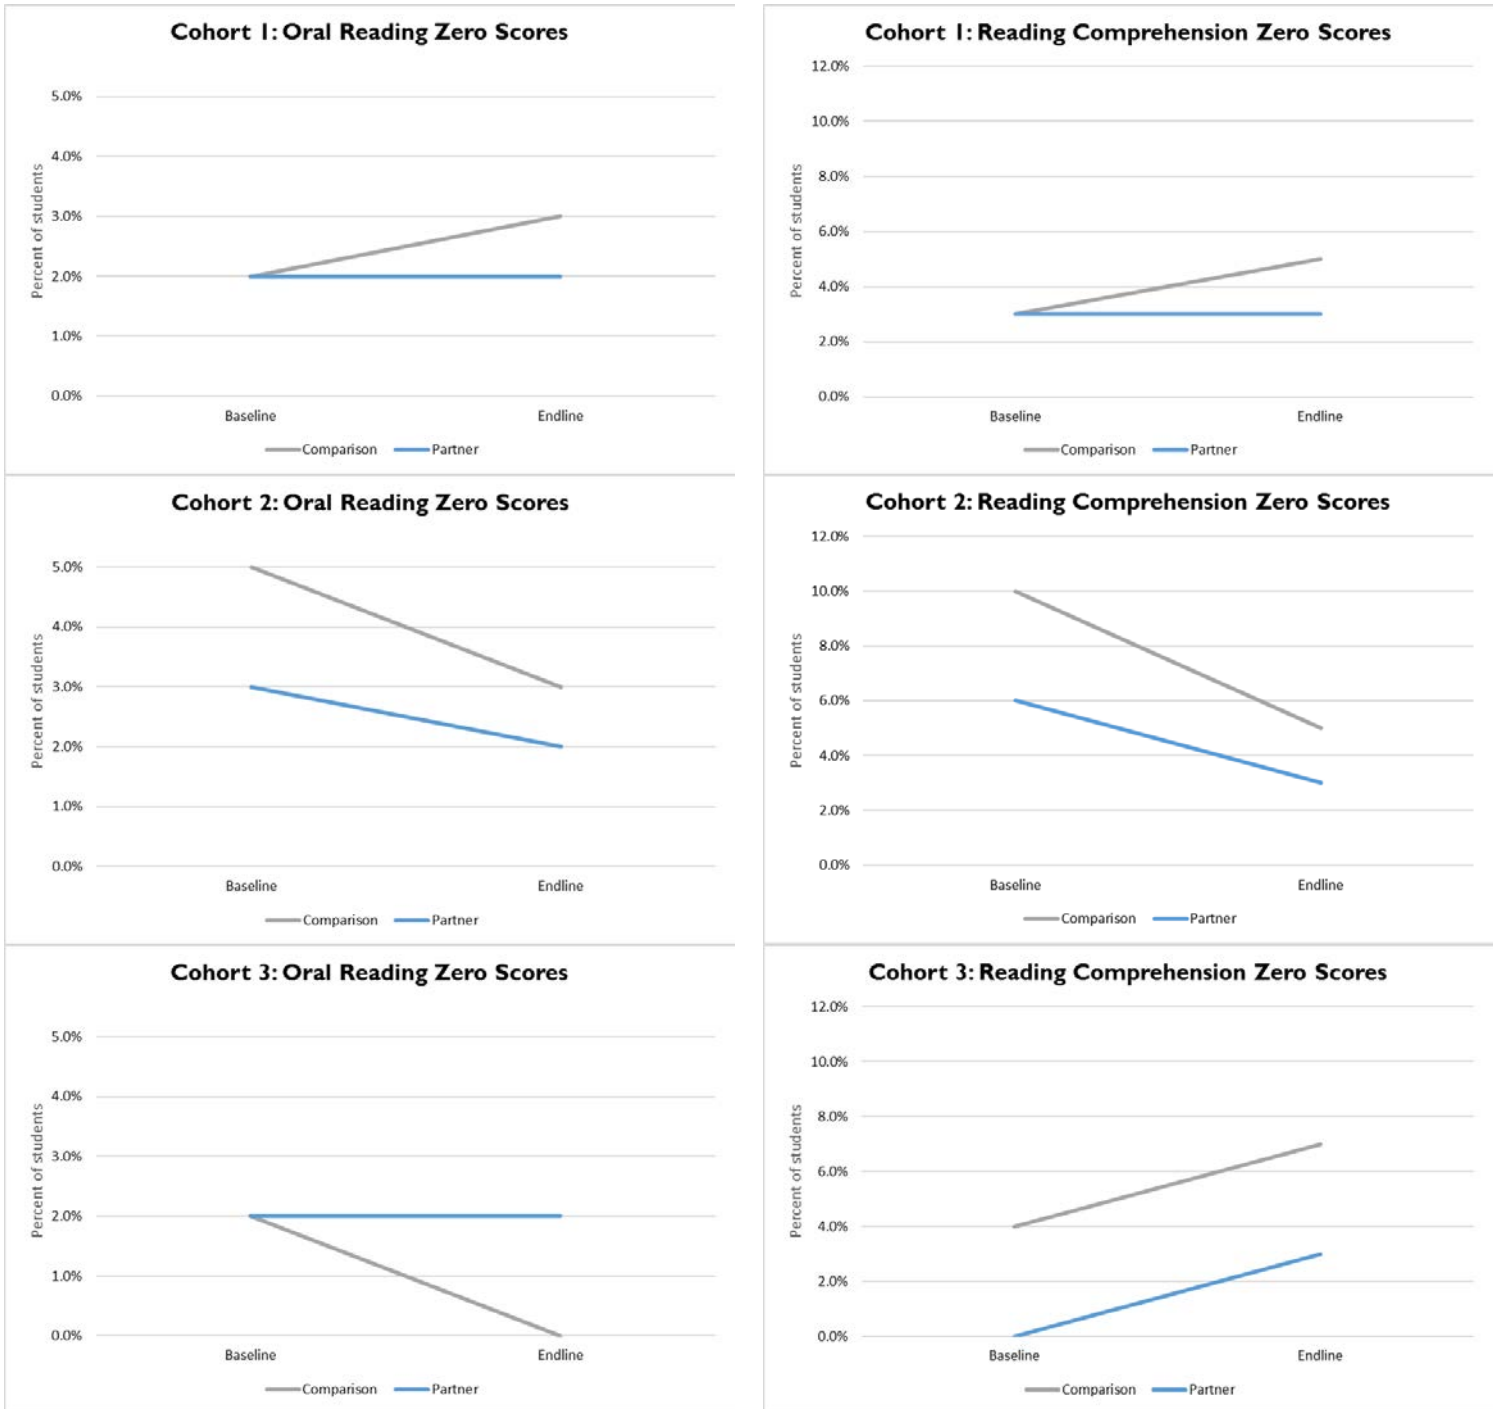 Cohort 1: Oral Reading Zero Scores
5.0%
4.0%
3.0%
2.0%
1.0%
0.0%
Percent of students
Baseline Endline
Comparison Partner
Cohort 1: Reading Comprehension Zero Scores
12.0%
10.0%
8.0%
6.0%
4.0%
2.0%
0.0%
Percent of students
Baseline Endline
Comparison Partner
Cohort 2: Oral Reading Zero Scores
5.0%
4.0%
3.0%
2.0%
1.0%
0.0%
Percent of students
Baseline Endline
Comparison Partner
Cohort 2: Reading Comprehension Zero Scores
12.0%
10.0%
8.0%
6.0%
4.0%
2.0%
0.0%
Percent of students
Baseline Endline
Comparison Partner
Cohort 3: Oral Reading Zero Scores
5.0%
4.0%
3.0%
2.0%
1.0%
0.0%
Percent of students
Baseline Endline
Comparison Partner
Cohort 3: Reading Comprehension Zero Scores
12.0%
10.0%
8.0%
6.0%
4.0%
2.0%
0.0%
Percent of students
Baseline Endline
Comparison Partner